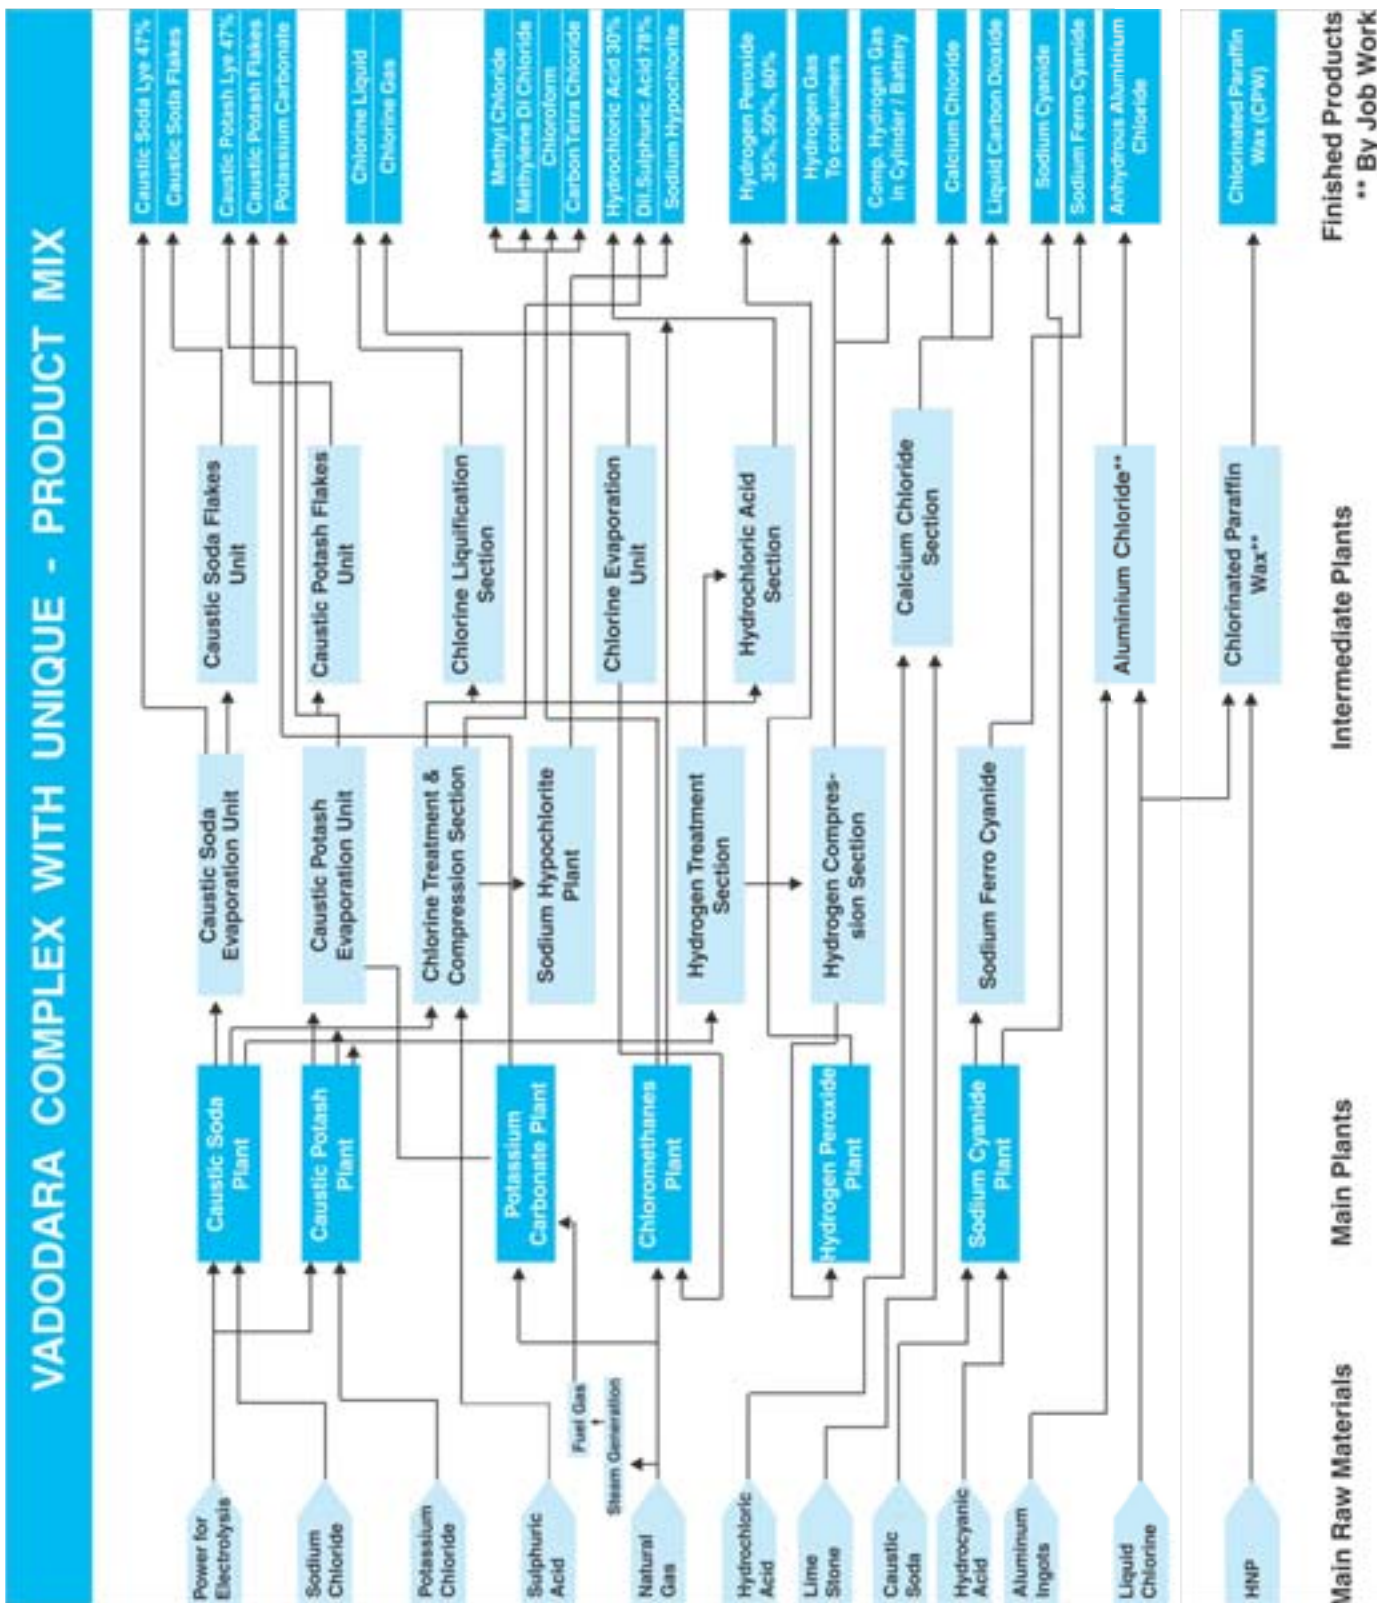 VADODARA COMPLEX WITH UNIQUE - PRODUCT MIX
Power for
Electrolysis
Sodium
Chloride
Potassium
Chloride
Sulphuric
Acid
Natural
Gas
Hydrochloric
Acid
Lime
Stone
Caustic
Soda
Hydrocyanic
Acid
Aluminum
Ingots
Liquid
Chlorine
HNP
Main Raw Materials
Fuel Gas
Steam Generation
Caustic Soda
Plant
Caustic Potash
Plant
Potassium
Carbonate Plant
Chloromethanes
Plant
Hydrogen Peroxide
Plant
Sodium Cyanide
Plant
Main Plants
Caustic Soda
Evaporation Unit
Caustic Potash
Evaporation Unit
Chlorine Treatment &
Compression Section
Sodium Hypochlorite
Plant
Hydrogen Treatment
Section
Hydrogen Compres-
sion Section
Sodium Ferro Cyanide
Caustic Soda Flakes
Unit
Caustic Potash Flakes
Unit
Chlorine Liquification
Section
Chlorine Evaporation
Unit
Hydrochloric Acid
Section
Calcium Chloride
Section
Aluminium Chloride**
Chlorinated Paraffin
Wax**
Intermediate Plants
Caustic Soda Lye 47%
Caustic Soda Flakes
Caustic Potash Lye 47%
Caustic Potash Flakes
Potassium Carbonate
Chlorine Liquid
Chlorine Gas
Methyl Chloride
Methylene Di Chloride
Chloroform
Carbon Tetra Chloride
Hydrochloric Acid 30%
Dil.Sulphuric Acid 78%
Sodium Hypochlorite
Hydrogen Peroxide
35%, 50%, 60%
Hydrogen Gas
To consumers
Comp. Hydrogen Gas
in Cylinder / Battery
Calcium Chloride
Liquid Carbon Dioxide
Sodium Cyanide
Sodium Ferro Cyanide
Anhydrous Aluminium
Chloride
Chlorinated Paraffin
Wax (CPW)
Finished Products
** By Job Work